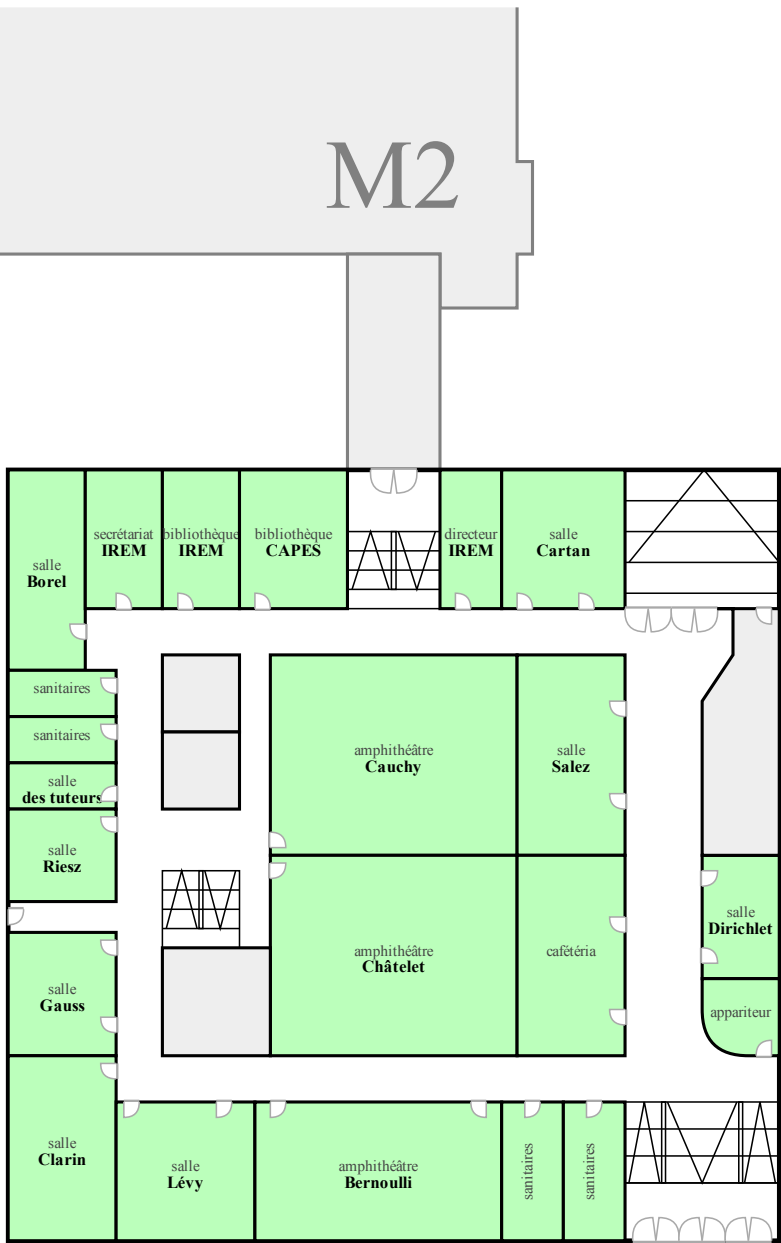 M2
secrétariat
IREM
bibliothèque
IREM
bibliothèque
CAPES
directeur
IREM
salle
Cartan
salle
Borel
sanitaires
sanitaires
salle
des tuteurs
amphithéâtre
Cauchy
salle
Salez
salle
Riesz
salle
Dirichlet
amphithéâtre
Châtelet
cafétéria
salle
Gauss
appariteur
salle
Clarin
salle
Lévy
amphithéâtre
Bernoulli
sanitaires
sanitaires